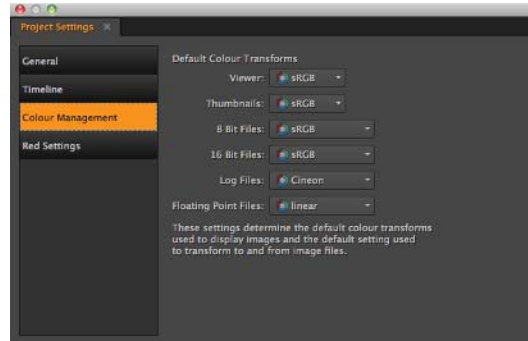 Project Settings
General
Timeline
Colour Management
Red Settings
Default Colour Transforms
Viewer: sRGB
Thumbnails: sRGB
8 Bit Files: sRGB
16 Bit Files: sRGB
Log Files: Cineon
Floating Point Files: linear
These settings determine the default colour transforms
used to display images and the default setting used
to transform to and from image files.